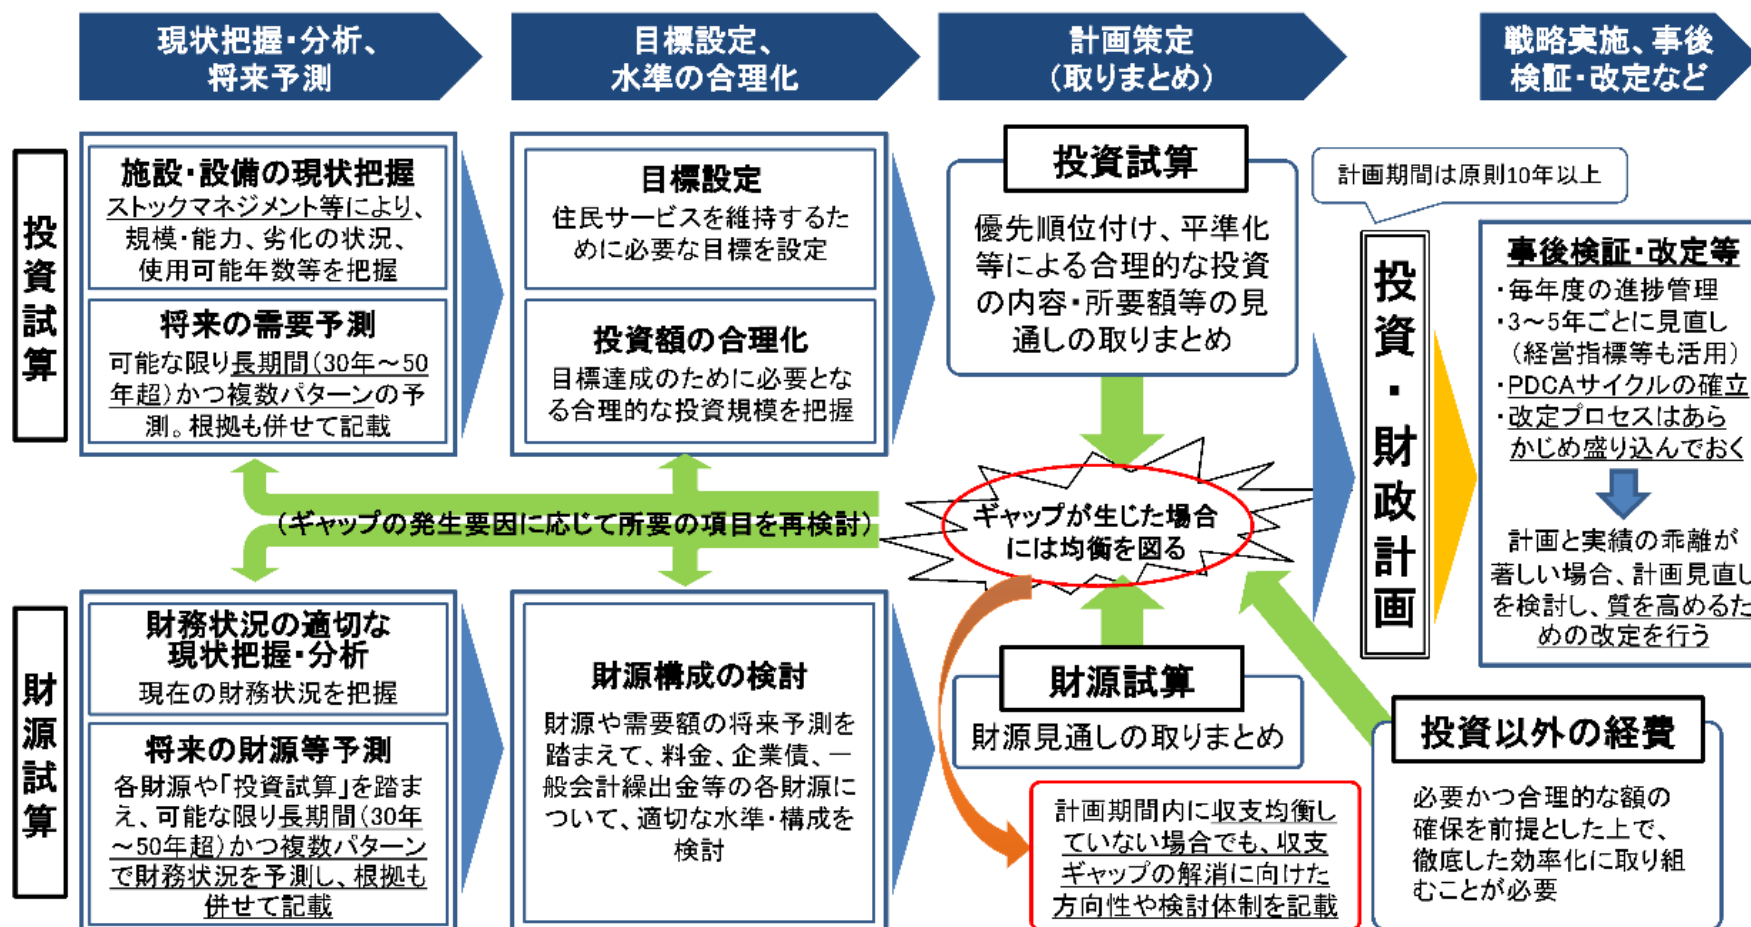 現状把握・分析、
将来予測
目標設定、
水準の合理化
計画策定
(取りまとめ)
戦略実施、事後
検証・改定など
投資試算
施設・設備の現状把握
ストックマネジメント等により、
規模・能力、劣化の状況、
使用可能年数等を把握
将来の需要予測
可能な限り長期間(30年～50
年超)かつ複数パターンの予
測。根拠も併せて記載
目標設定
住民サービスを維持するた
めに必要な目標を設定
投資額の合理化
目標達成のために必要とな
る合理的な投資規模を把握
投資試算
優先順位付け、平準化
等による合理的な投資
の内容・所要額等の見
通しの取りまとめ
計画期間は原則10年以上
投資・財政計画
事後検証・改定等
・毎年度の進捗管理
・3～5年ごとに見直し
(経営指標等も活用)
・PDCAサイクルの確立
・改定プロセスはあら
かじめ盛り込んでおく
計画と実績の乖離が
著しい場合、計画見直し
を検討し、質を高めるた
めの改定を行う
(ギャップの発生要因に応じて所要の項目を再検討)
ギャップが生じた場合
には均衡を図る
財源試算
財務状況の適切な
現状把握・分析
現在の財務状況を把握
将来の財源等予測
各財源や「投資試算」を踏ま
え、可能な限り長期間(30年
～50年超)かつ複数パターン
で財務状況を予測し、根拠も
併せて記載
財源構成の検討
財源や需要額の将来予測を
踏まえて、料金、企業債、一
般会計繰出金等の各財源に
ついて、適切な水準・構成を
検討
財源試算
財源見通しの取りまとめ
計画期間内に収支均衡し
ていない場合でも、収支
ギャップの解消に向けた
方向性や検討体制を記載
投資以外の経費
必要かつ合理的な額の
確保を前提とした上で、
徹底した効率化に取り組
むことが必要